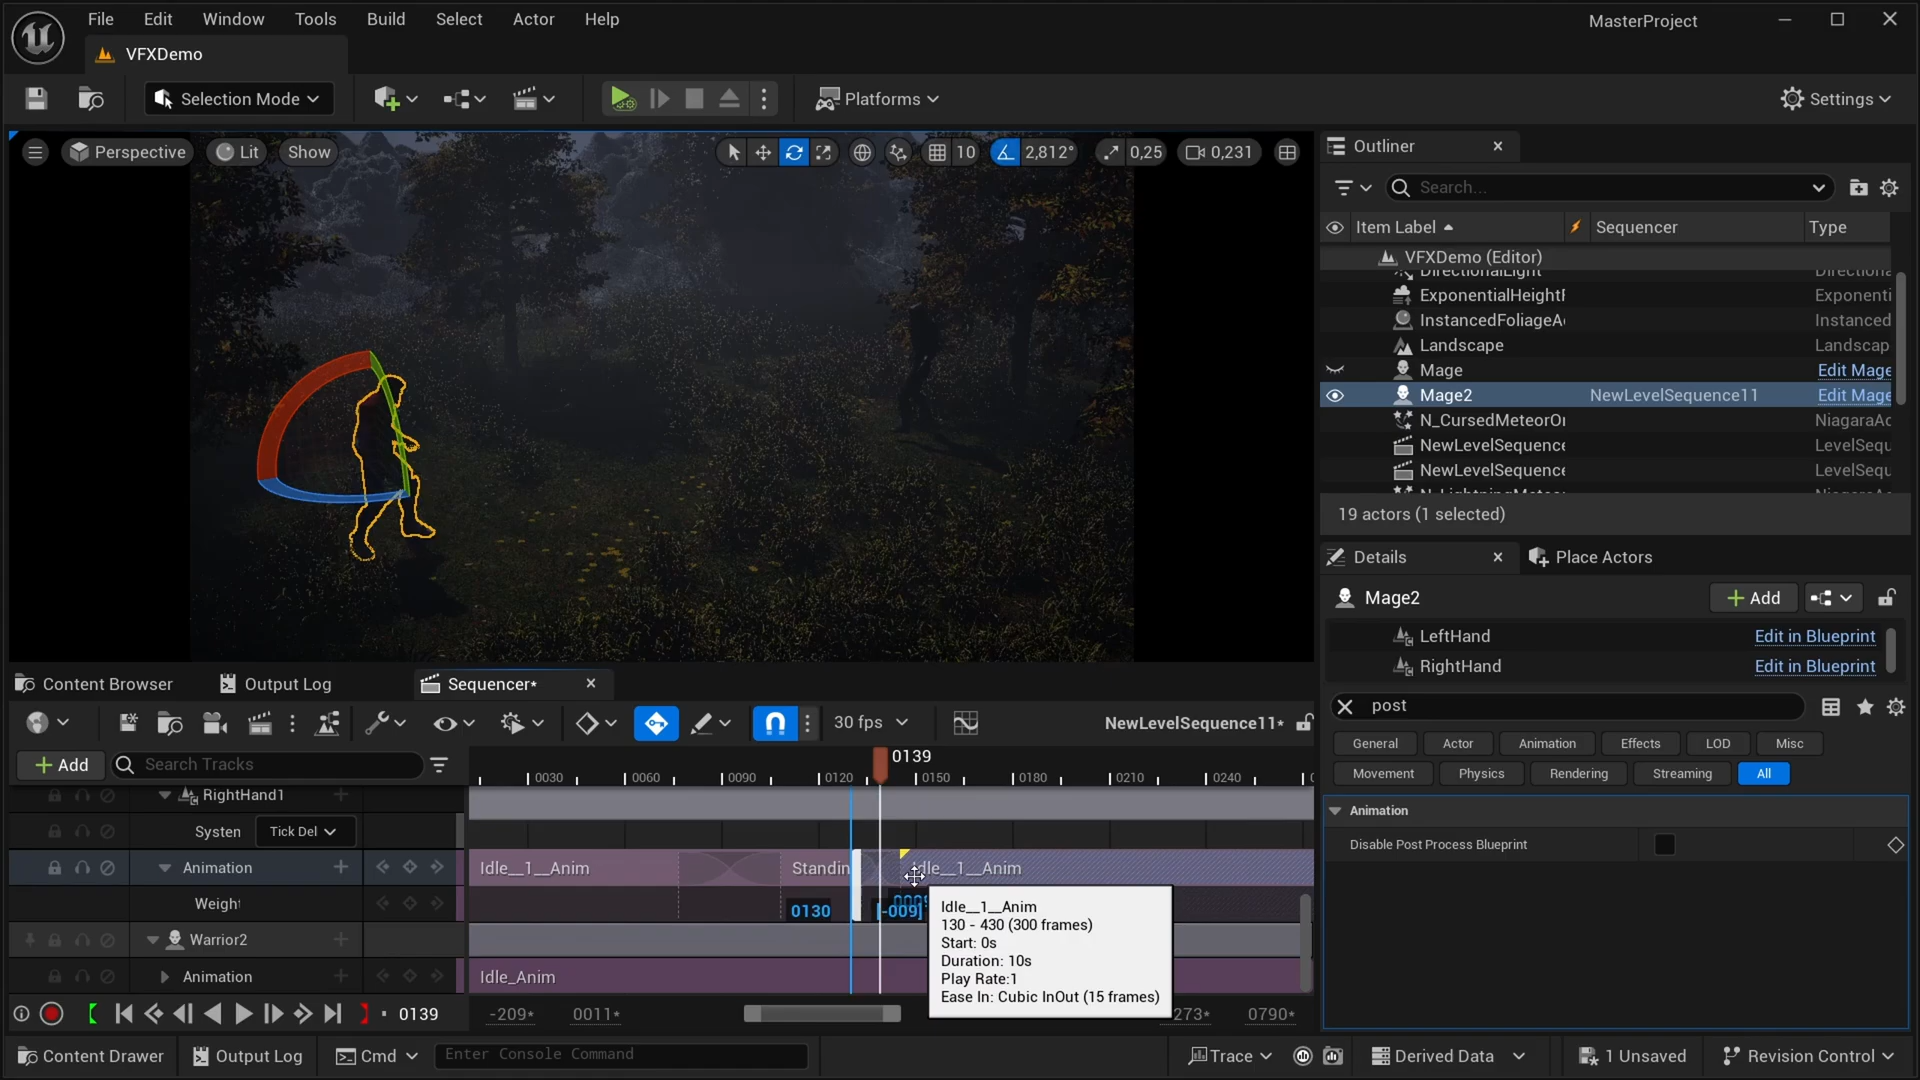 File Edit Window Tools Build Select Actor Help
MasterProject
VFXDemo
Selection Mode
Platforms
Settings
Perspective
Lit
Show
10
2,812°
0,25
0,231
Outliner
Search...
Item Label
Sequencer
Type
VFXDemo (Editor)
DirectionalLight Directiona
ExponentialHeightF Exponenti
InstancedFoliageAc Instanced
Landscape Landscap
Mage Edit Mage
Mage2 NewLevelSequence11 Edit Mage
N_CursedMeteorOr NiagaraAc
NewLevelSequence LevelSequ
NewLevelSequence LevelSequ
19 actors (1 selected)
Details
Place Actors
Mage2
Add
LeftHand Edit in Blueprint
RightHand Edit in Blueprint
post
General Actor Animation Effects LOD Misc
Movement Physics Rendering Streaming All
Animation
Disable Post Process Blueprint
Content Browser
Output Log
Sequencer*
30 fps
NewLevelSequence11*
Add
Search Tracks
0139
0030 0060 0090 0120 0150 0180 0210 0240
RightHand1
Systen
Tick Del
Animation
Idle__1__Anim
Standin
Idle__1__Anim
Weight
0130
[-009]
Warrior2
Animation
Idle_Anim
Idle__1__Anim
130 - 430 (300 frames)
Start: 0s
Duration: 10s
Play Rate:1
Ease In: Cubic InOut (15 frames)
0139
-209*
0011*
273*
0790*
Content Drawer
Output Log
Cmd
Enter Console Command
Trace
Derived Data
1 Unsaved
Revision Control